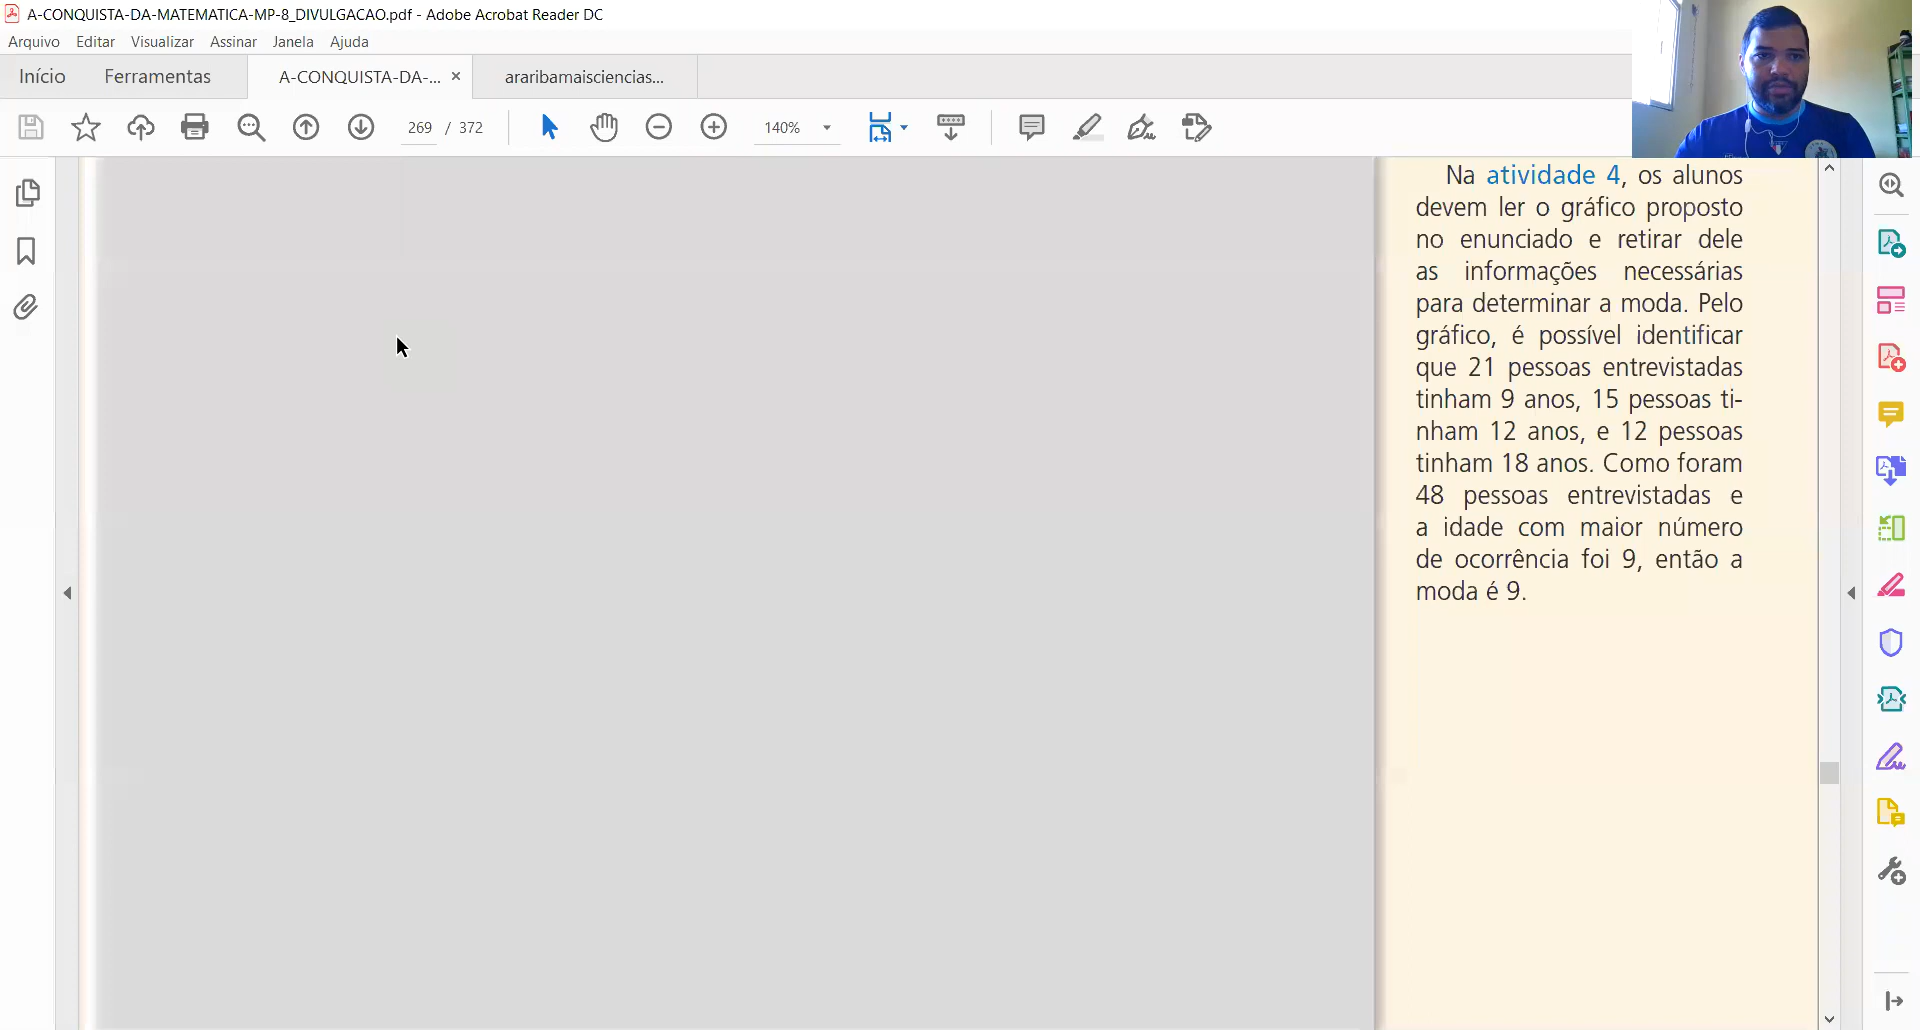 A-CONQUISTA-DA-MATEMATICA-MP-8_DIVULGACAO.pdf - Adobe Acrobat Reader DC
Arquivo Editar Visualizar Assinar Janela Ajuda
Início Ferramentas A-CONQUISTA-DA-... × araribamaisciencias...
269 / 372 140%
Na atividade 4, os alunos
devem ler o gráfico proposto
no enunciado e retirar dele
as informações necessárias
para determinar a moda. Pelo
gráfico, é possível identificar
que 21 pessoas entrevistadas
tinham 9 anos, 15 pessoas ti-
nham 12 anos, e 12 pessoas
tinham 18 anos. Como foram
48 pessoas entrevistadas e
a idade com maior número
de ocorrência foi 9, então a
moda é 9.